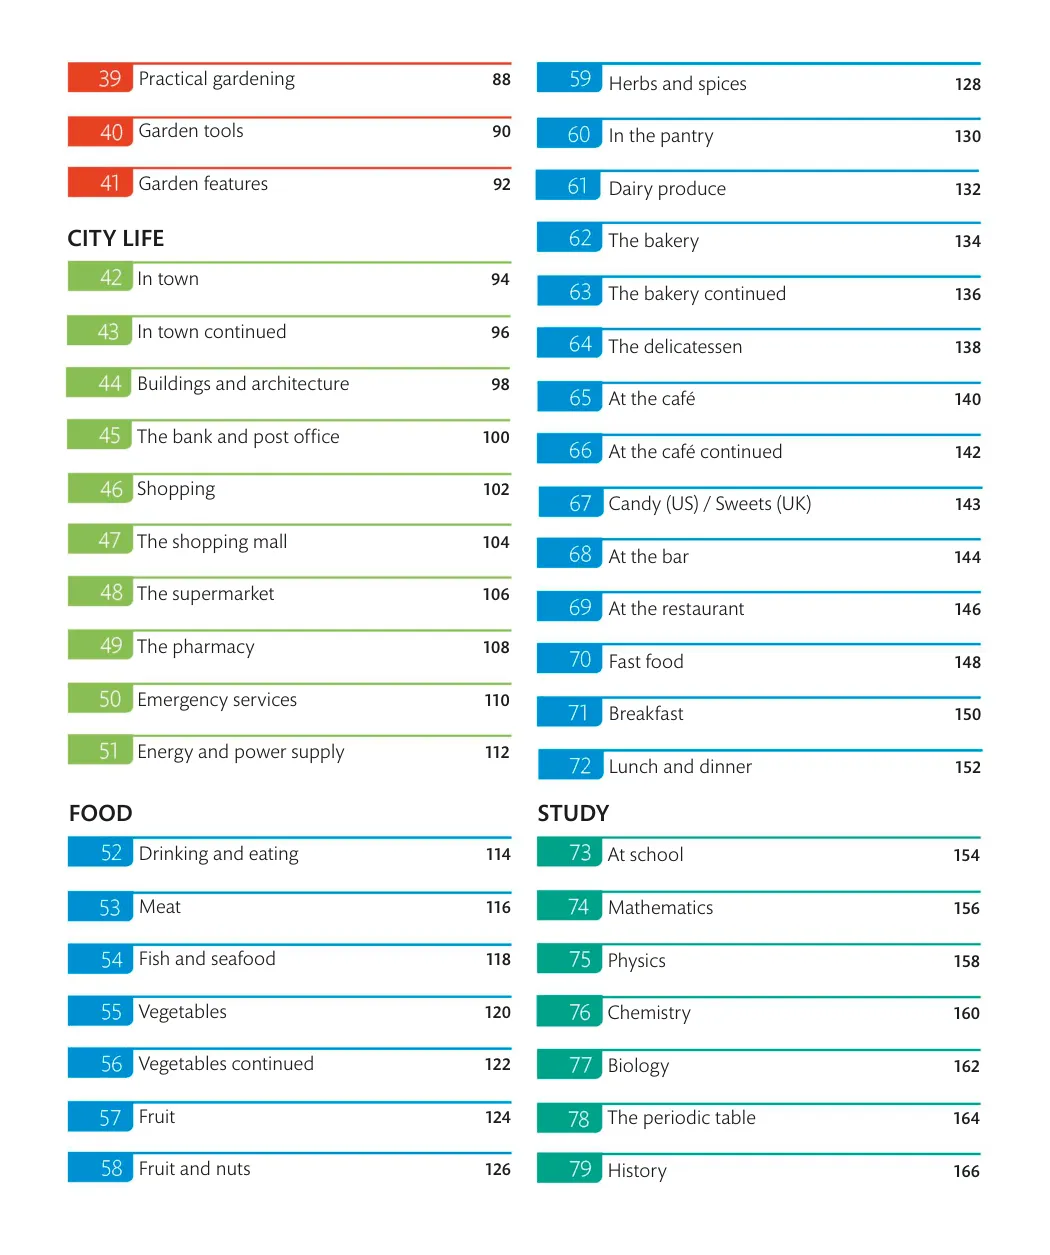 39 Practical gardening 88
40 Garden tools 90
41 Garden features 92
CITY LIFE
42 In town 94
43 In town continued 96
44 Buildings and architecture 98
45 The bank and post office 100
46 Shopping 102
47 The shopping mall 104
48 The supermarket 106
49 The pharmacy 108
50 Emergency services 110
51 Energy and power supply 112
FOOD
52 Drinking and eating 114
53 Meat 116
54 Fish and seafood 118
55 Vegetables 120
56 Vegetables continued 122
57 Fruit 124
58 Fruit and nuts 126
59 Herbs and spices 128
60 In the pantry 130
61 Dairy produce 132
62 The bakery 134
63 The bakery continued 136
64 The delicatessen 138
65 At the café 140
66 At the café continued 142
67 Candy (US) / Sweets (UK) 143
68 At the bar 144
69 At the restaurant 146
70 Fast food 148
71 Breakfast 150
72 Lunch and dinner 152
STUDY
73 At school 154
74 Mathematics 156
75 Physics 158
76 Chemistry 160
77 Biology 162
78 The periodic table 164
79 History 166